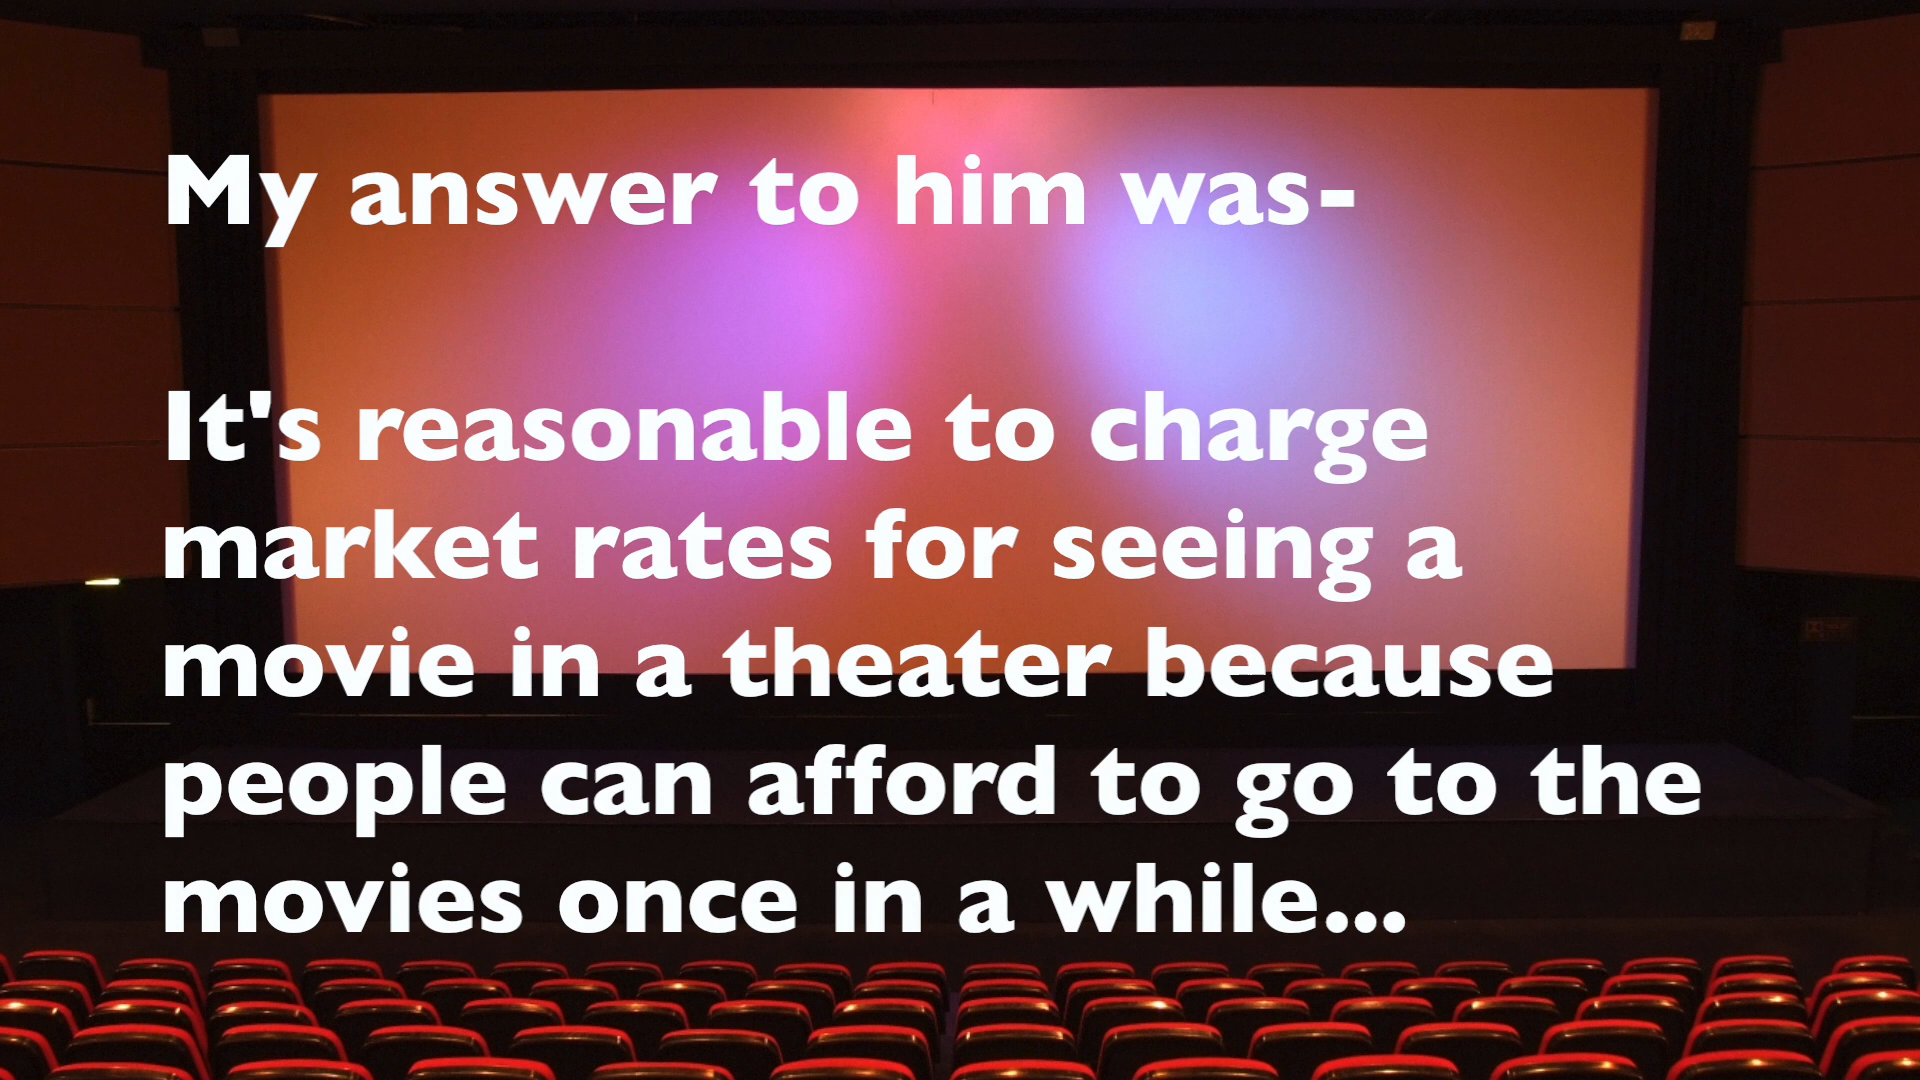 My answer to him was-
It's reasonable to charge
market rates for seeing a
movie in a theater because
people can afford to go to the
movies once in a while...